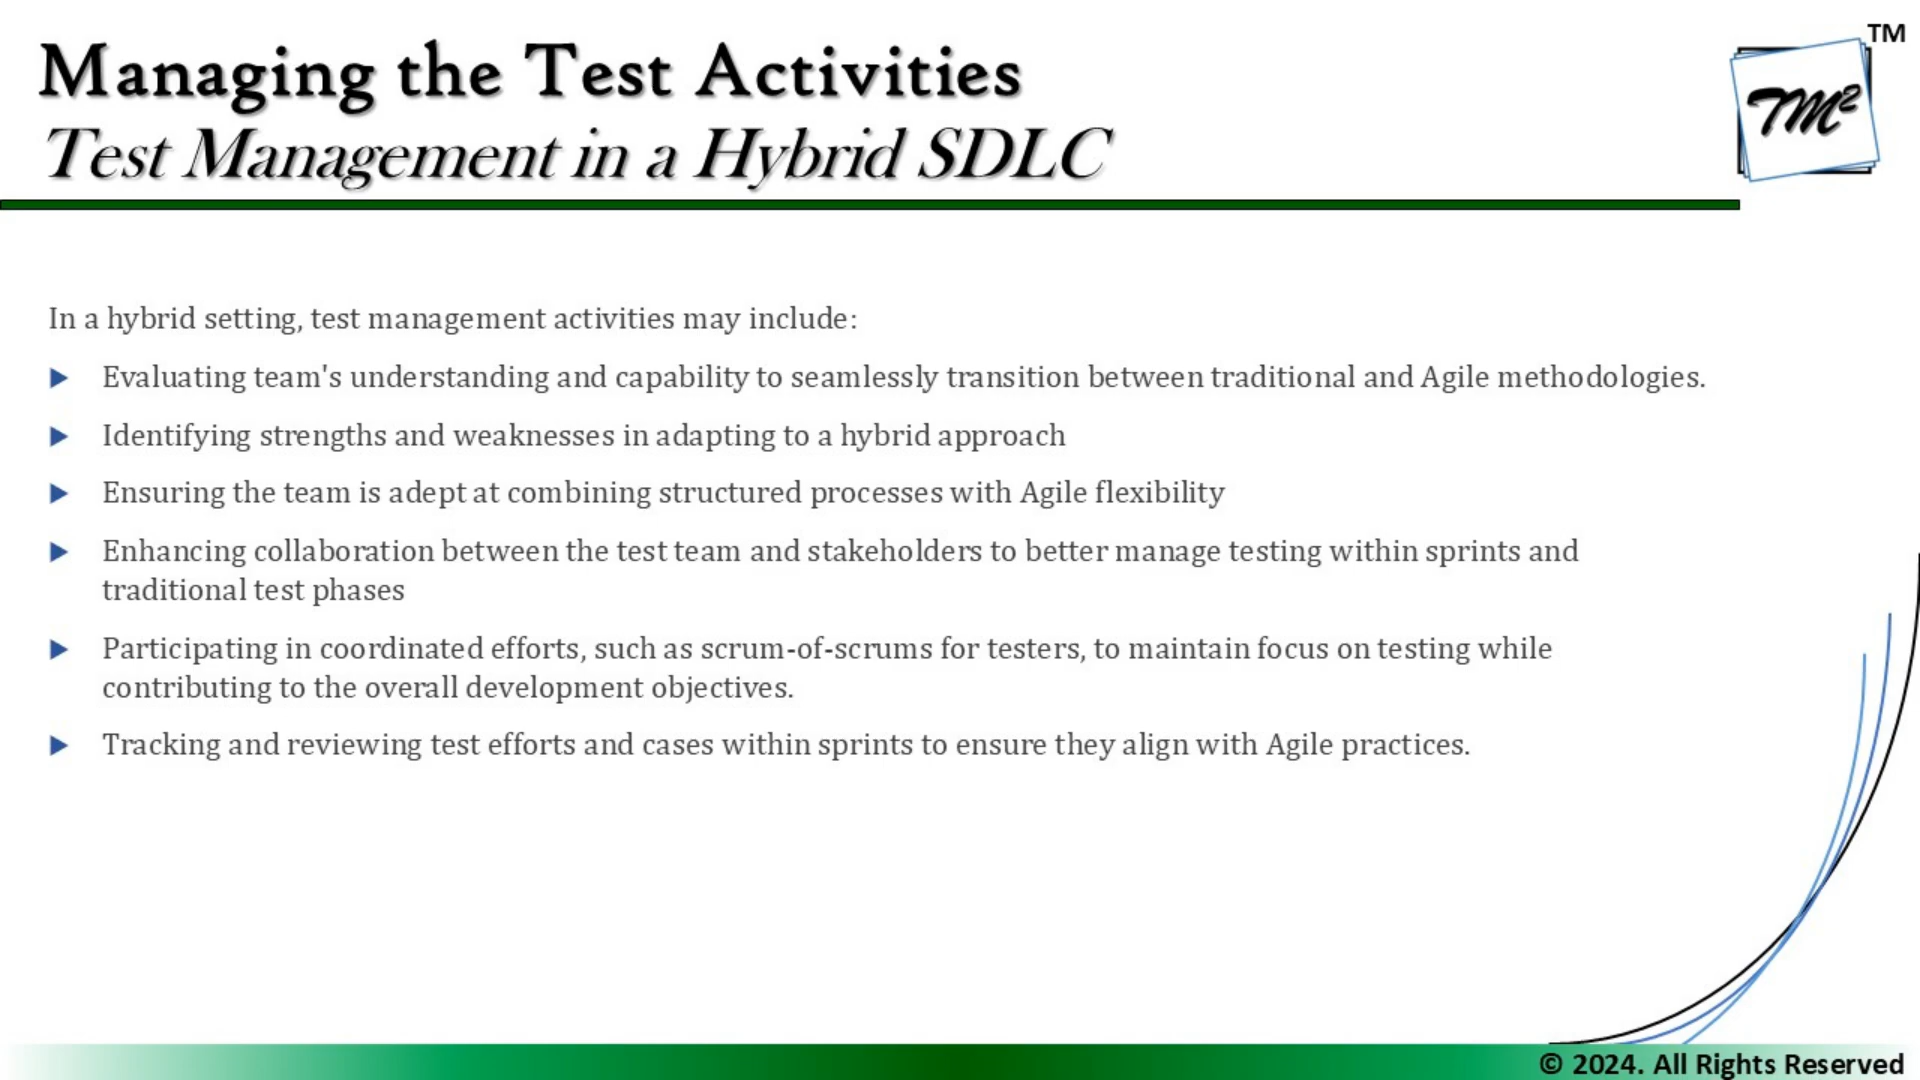 Managing the Test Activities
Test Management in a Hybrid SDLC
TM
TM²
In a hybrid setting, test management activities may include:
Evaluating team's understanding and capability to seamlessly transition between traditional and Agile methodologies.
Identifying strengths and weaknesses in adapting to a hybrid approach
Ensuring the team is adept at combining structured processes with Agile flexibility
Enhancing collaboration between the test team and stakeholders to better manage testing within sprints and
traditional test phases
Participating in coordinated efforts, such as scrum-of-scrums for testers, to maintain focus on testing while
contributing to the overall development objectives.
Tracking and reviewing test efforts and cases within sprints to ensure they align with Agile practices.
© 2024. All Rights Reserved